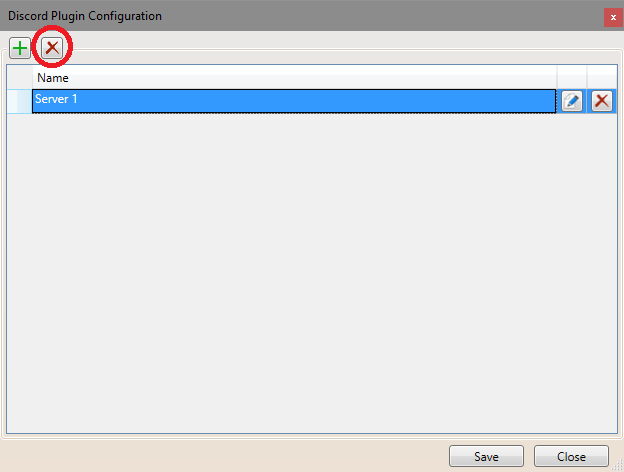 Discord Plugin Configuration
x
Name
Server 1
Save
Close